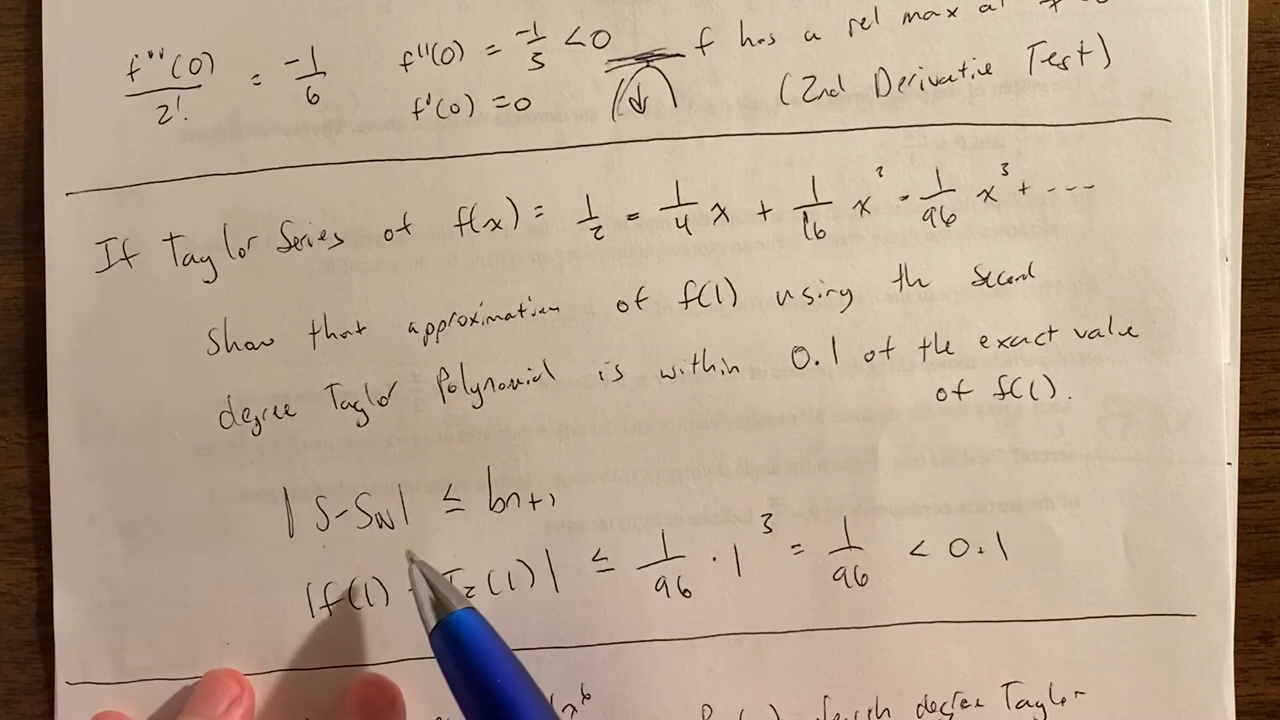 f'''(0)/2! = -1/6 f''(0) = -1/3 <0 f has a rel max at
f'(0) = 0 (2nd Derivative Test)
If Taylor Series of f(x) = 1/2 - 1/4 x + 1/16 x² - 1/96 x³ + ---
show that approximation of f(1) using the second
degree Taylor Polynomial is within 0.1 of the exact value
of f(1).
|S-SN| ≤ bn+1
|f(1) - T2(1)| ≤ 1/96 · 1³ = 1/96 < 0.1
x⁶ degree Taylor